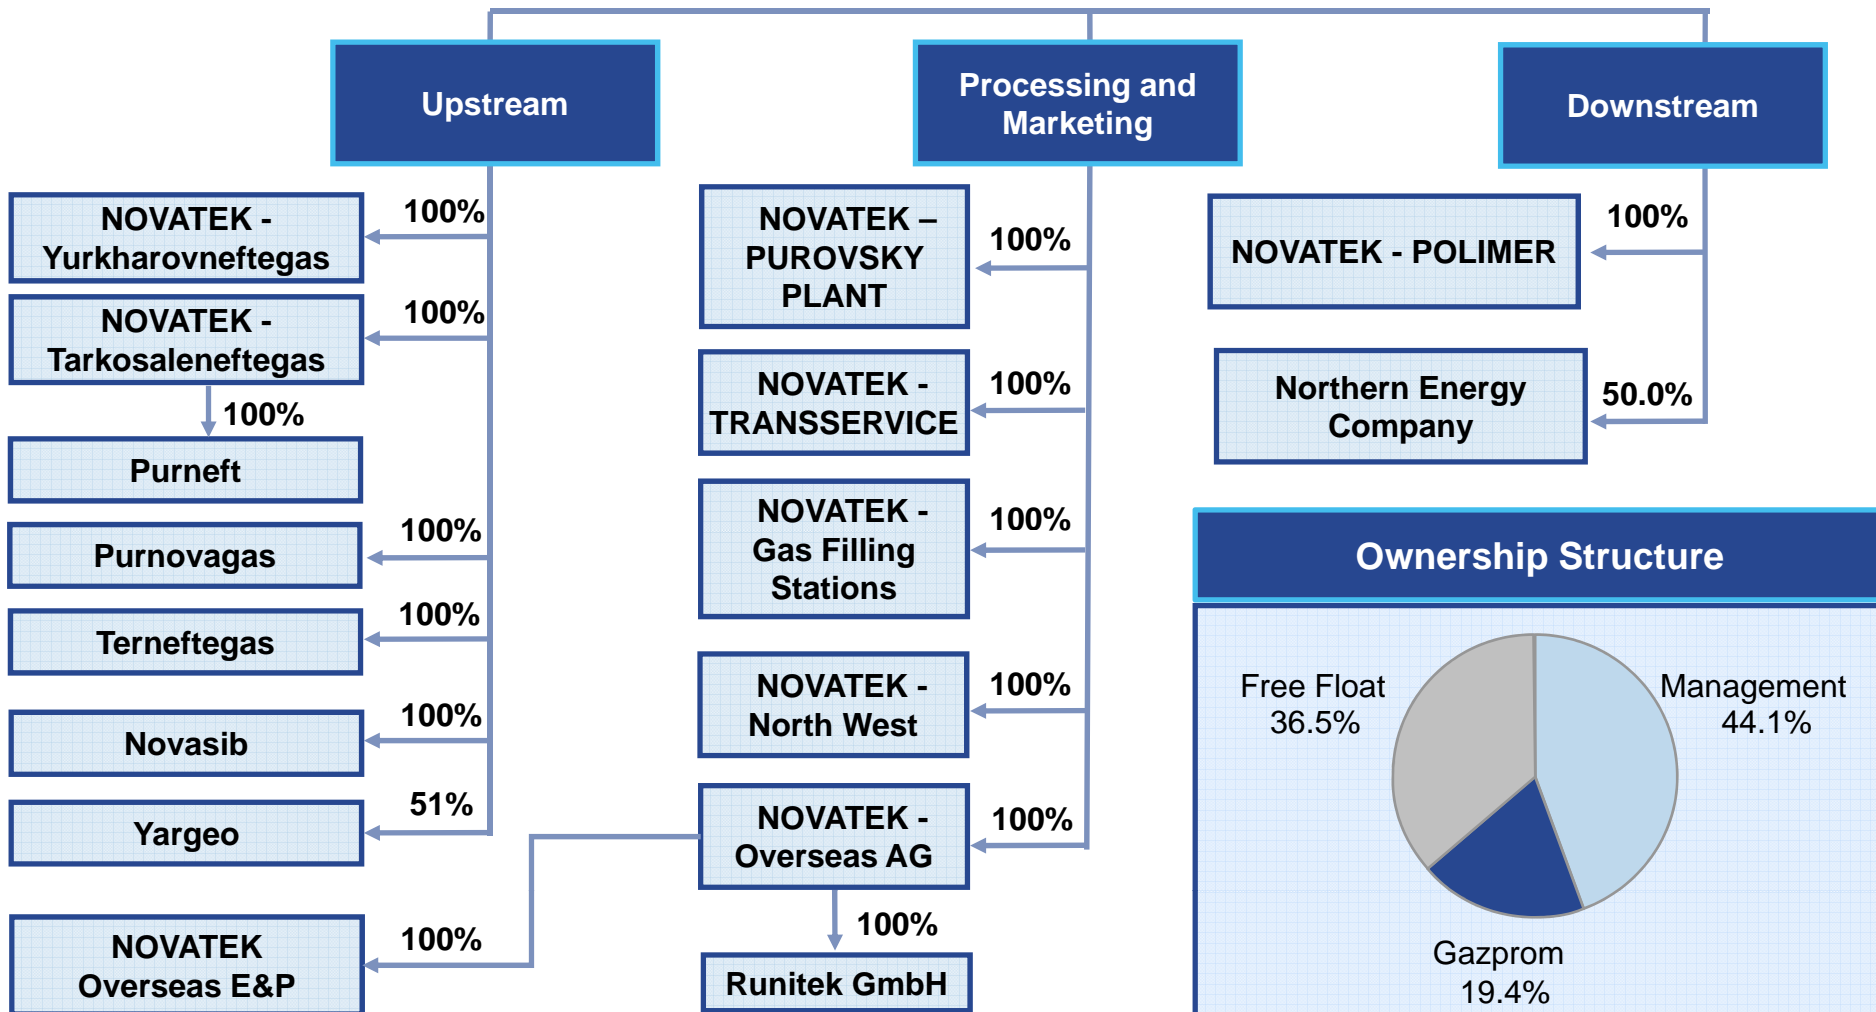 Upstream
Processing and
Marketing
Downstream
NOVATEK -
Yurkharovneftegas
100%
NOVATEK -
Tarkosaleneftegas
100%
100%
Purneft
Purnovagas
100%
Terneftegas
100%
Novasib
100%
Yargeo
51%
NOVATEK
Overseas E&P
100%
NOVATEK –
PUROVSKY
PLANT
100%
NOVATEK -
TRANSSERVICE
100%
NOVATEK -
Gas Filling
Stations
100%
NOVATEK -
North West
100%
NOVATEK -
Overseas AG
100%
100%
Runitek GmbH
NOVATEK - POLIMER
100%
Northern Energy
Company
50.0%
Ownership Structure
Free Float
36.5%
Management
44.1%
Gazprom
19.4%